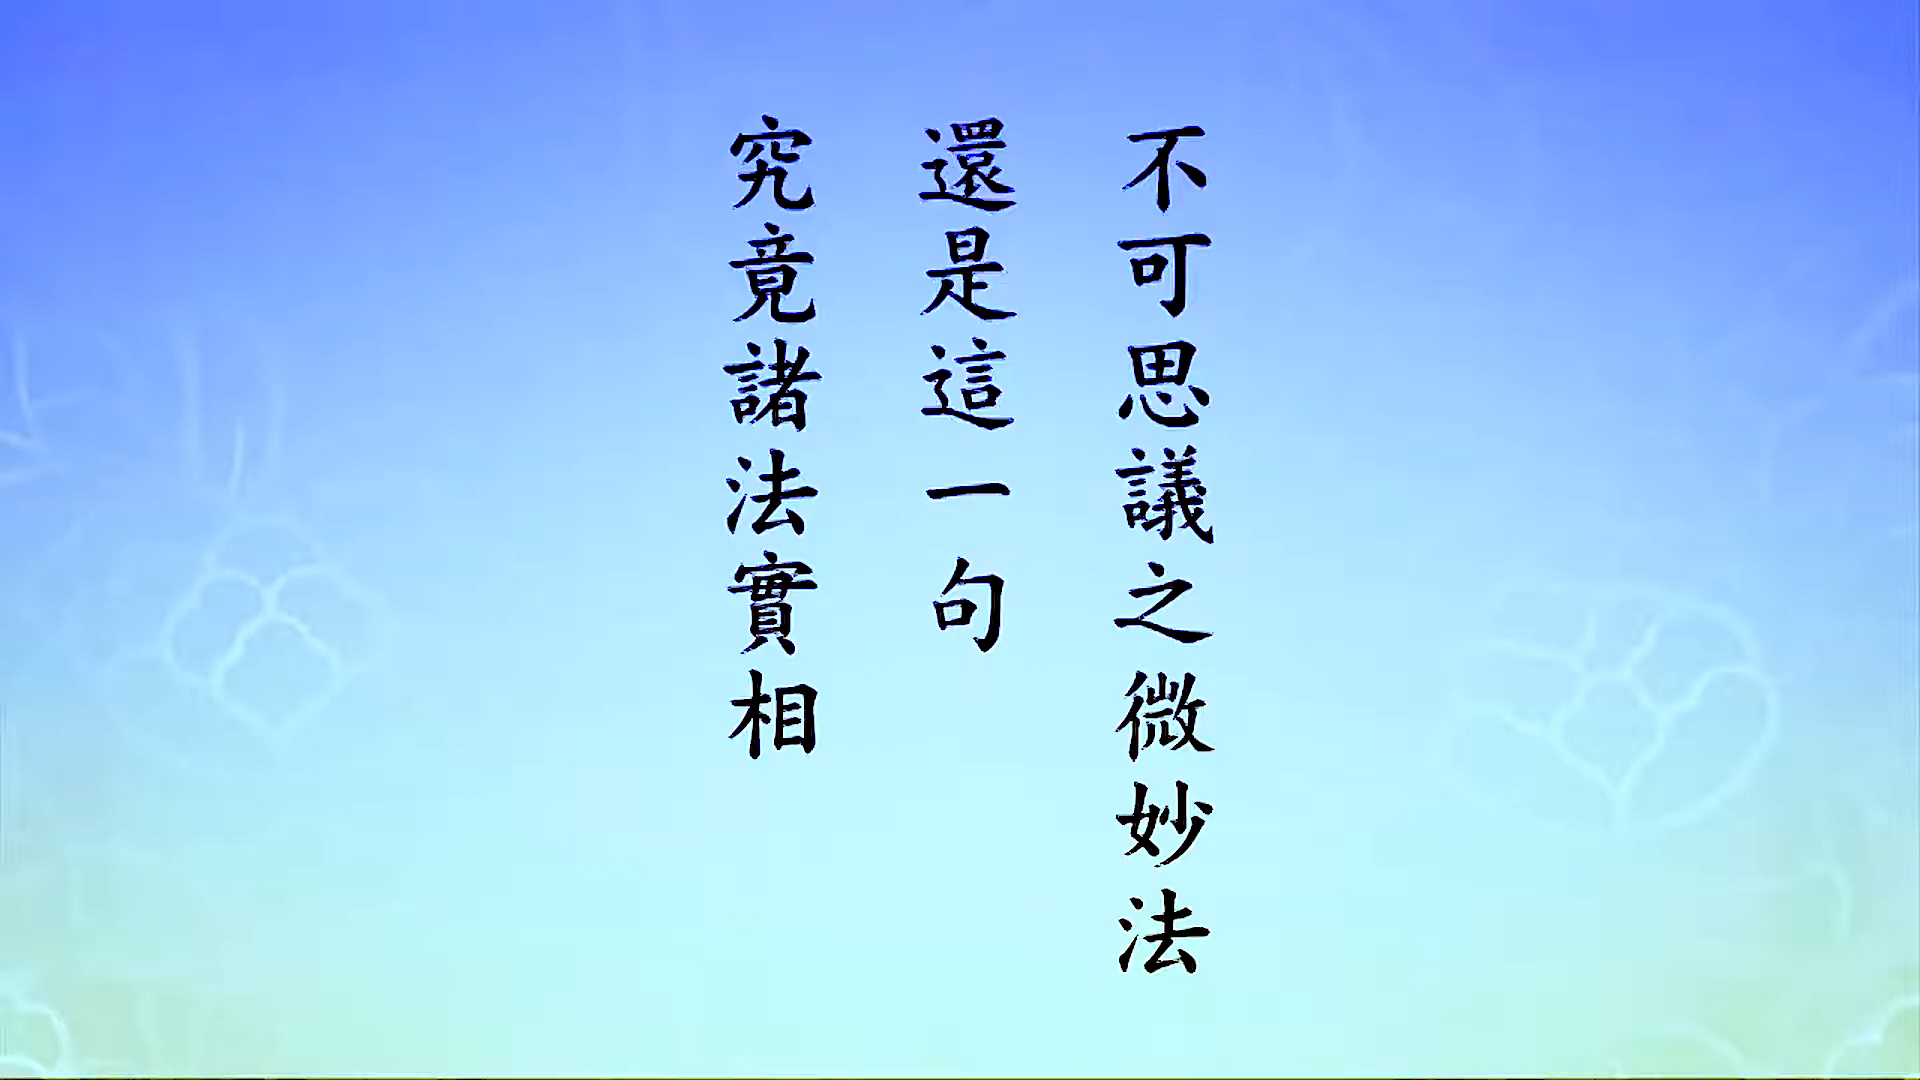 不可思議之微妙法
還是這一句
究竟諸法實相